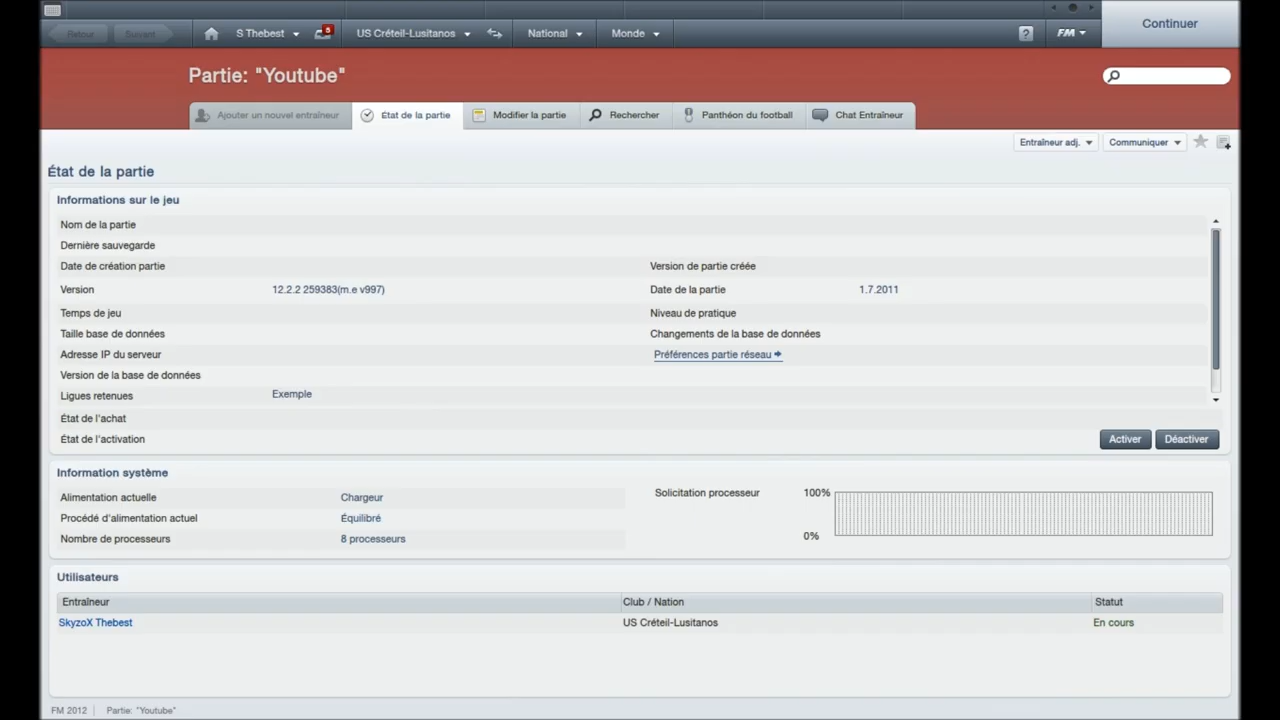 Retour
Suivant
S Thebest
5
US Créteil-Lusitanos
National
Monde
?
FM
Continuer
Partie: "Youtube"
Ajouter un nouvel entraîneur
État de la partie
Modifier la partie
Rechercher
Panthéon du football
Chat Entraîneur
Entraîneur adj.
Communiquer
État de la partie
Informations sur le jeu
Nom de la partie
Dernière sauvegarde
Date de création partie
Version de partie créée
Version 12.2.2 259383(m.e v997)
Date de la partie 1.7.2011
Temps de jeu
Niveau de pratique
Taille base de données
Changements de la base de données
Adresse IP du serveur
Préférences partie réseau
Version de la base de données
Ligues retenues Exemple
État de l'achat
État de l'activation
Activer
Déactiver
Information système
Alimentation actuelle Chargeur
Procédé d'alimentation actuel Équilibré
Nombre de processeurs 8 processeurs
Solicitation processeur
100%
0%
Utilisateurs
Entraîneur Club / Nation Statut
SkyzoX Thebest US Créteil-Lusitanos En cours
FM 2012 Partie: "Youtube"